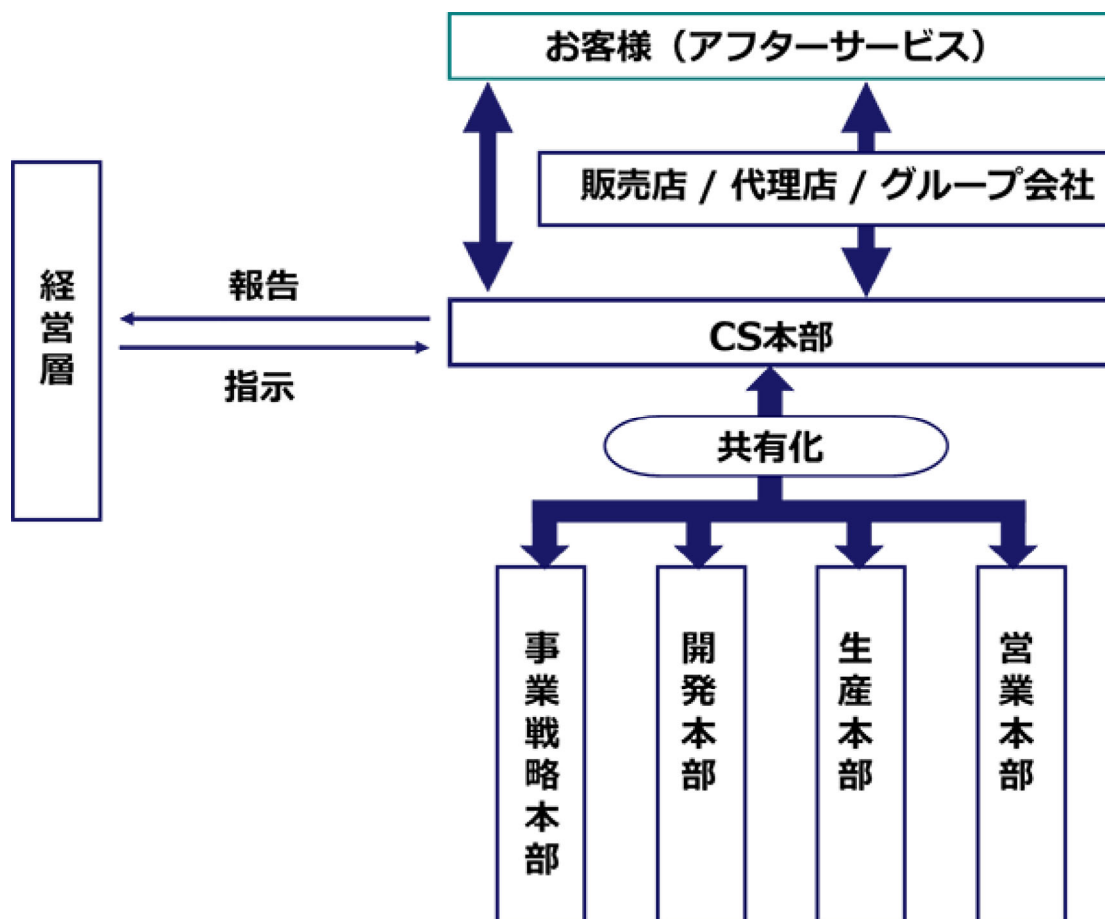 お客様（アフターサービス）
販売店 / 代理店 / グループ会社
経営層
報告
指示
CS本部
共有化
事業戦略本部
開発本部
生産本部
営業本部